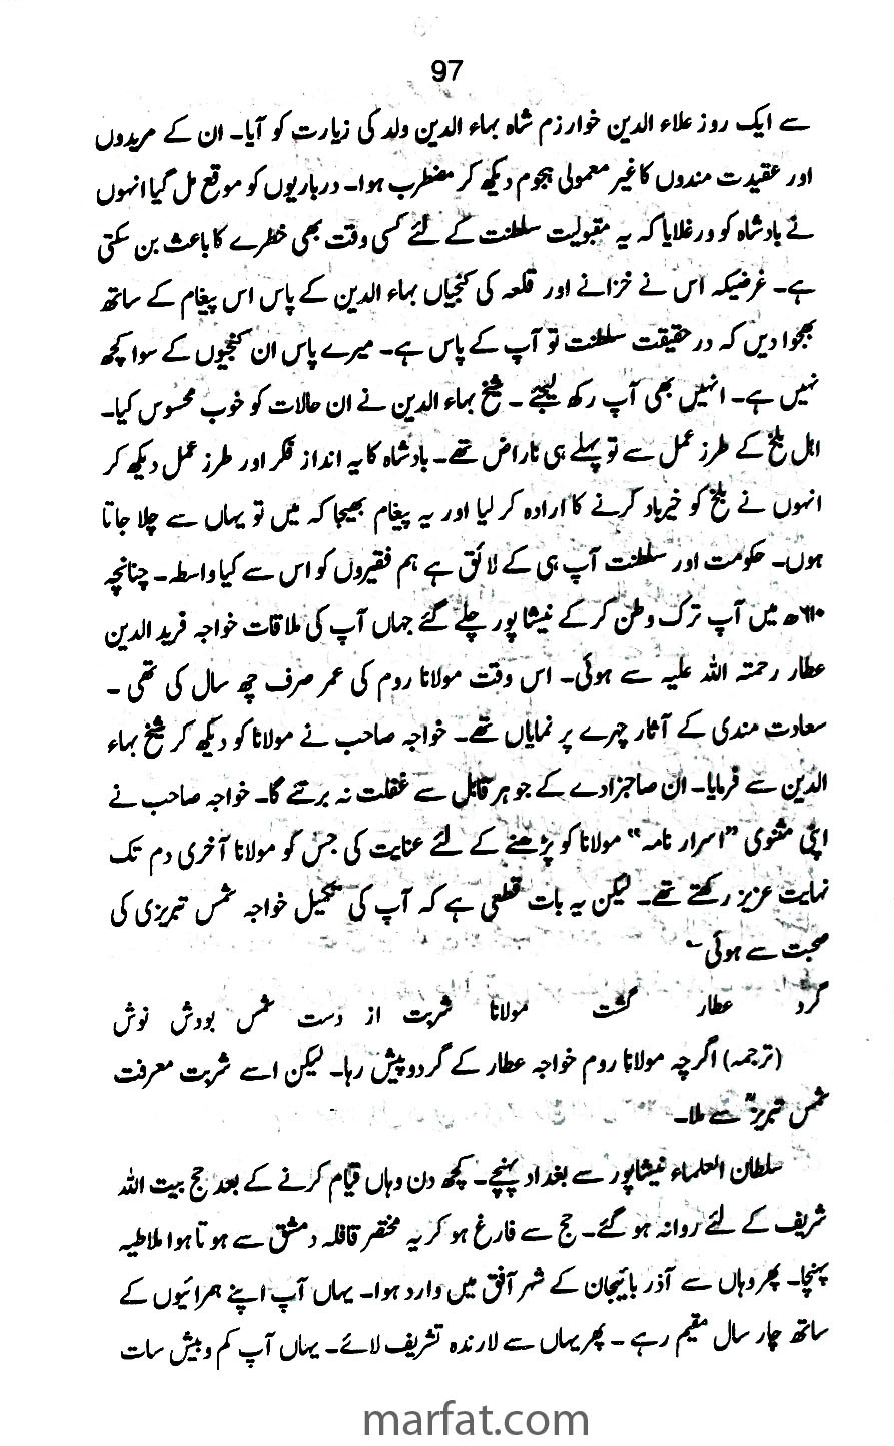 97
سے ایک روز علاء الدین خوارزم شاہ بہاء الدین ولد کی زیارت کو آیا۔ ان کے مریدوں
اور عقیدت مندوں کا غیر معمولی ہجوم دیکھ کر مضطرب ہوا۔ درباریوں کو موقع مل گیا انہوں
نے بادشاہ کو ورغلایا کہ یہ مقبولیت سلطنت کے لئے کسی وقت بھی خطرے کا باعث بن سکتی
ہے۔ غرضیکہ اس نے خزانے اور قلعہ کی کنجیاں بہاء الدین کے پاس اس پیغام کے ساتھ
بھجوا دیں کہ در حقیقت سلطنت تو آپ کے پاس ہے۔ میرے پاس ان کنجیوں کے سوا کچھ
نہیں ہے۔ انہیں بھی آپ رکھ لیجئے ۔ شیخ بہاء الدین نے ان حالات کو خوب محسوس کیا۔
اہل بلخ کے طرز عمل سے تو پہلے ہی ناراض تھے۔ بادشاہ کا یہ انداز فکر اور طرز عمل دیکھ کر
انہوں نے بلخ کو خیرباد کرنے کا ارادہ کر لیا اور یہ پیغام بھیجا کہ میں تو یہاں سے چلا جاتا
ہوں۔ حکومت اور سلطنت آپ ہی کے لائق ہے ہم فقیروں کو اس سے کیا واسطہ۔ چنانچہ
۶۱۰ھ میں آپ ترک وطن کر کے نیشاپور چلے گئے جہاں آپ کی ملاقات خواجہ فرید الدین
عطار رحمتہ اللہ علیہ سے ہوئی۔ اس وقت مولانا روم کی عمر صرف چھ سال کی تھی ۔
سعادت مندی کے آثار چہرے پر نمایاں تھے۔ خواجہ صاحب نے مولانا کو دیکھ کر شیخ بہاء
الدین سے فرمایا۔ ان صاحبزادے کے جوہر قابل سے غفلت نہ برتئے گا۔ خواجہ صاحب نے
اپنی مثنوی ”اسرار نامہ“ مولانا کو پڑھنے کے لئے عنایت کی جس کو مولانا آخری دم تک
نہایت عزیز رکھتے تھے۔ لیکن یہ بات قطعی ہے کہ آپ کی تکمیل خواجہ شمس تبریزی کی
صحبت سے ہوئی ؎
گرد عطار گشت مولانا شربت از دست شمس بودش نوش
(ترجمہ) اگرچہ مولانا روم خواجہ عطار کے گردوپیش رہا۔ لیکن اسے شربت معرفت
شمس تبریزؒ سے ملا۔
سلطان العلماء نیشاپور سے بغداد پہنچے۔ کچھ دن وہاں قیام کرنے کے بعد حج بیت اللہ
شریف کے لئے روانہ ہو گئے۔ حج سے فارغ ہو کر یہ مختصر قافلہ دمشق سے ہوتا ہوا ملاطیہ
پہنچا۔ پھر وہاں سے آذر بائیجان کے شہر آفق میں وارد ہوا۔ یہاں آپ اپنے ہمرائیوں کے
ساتھ چار سال مقیم رہے ۔ پھر یہاں سے لارندہ تشریف لائے۔ یہاں آپ کم و بیش سات
marfat.com